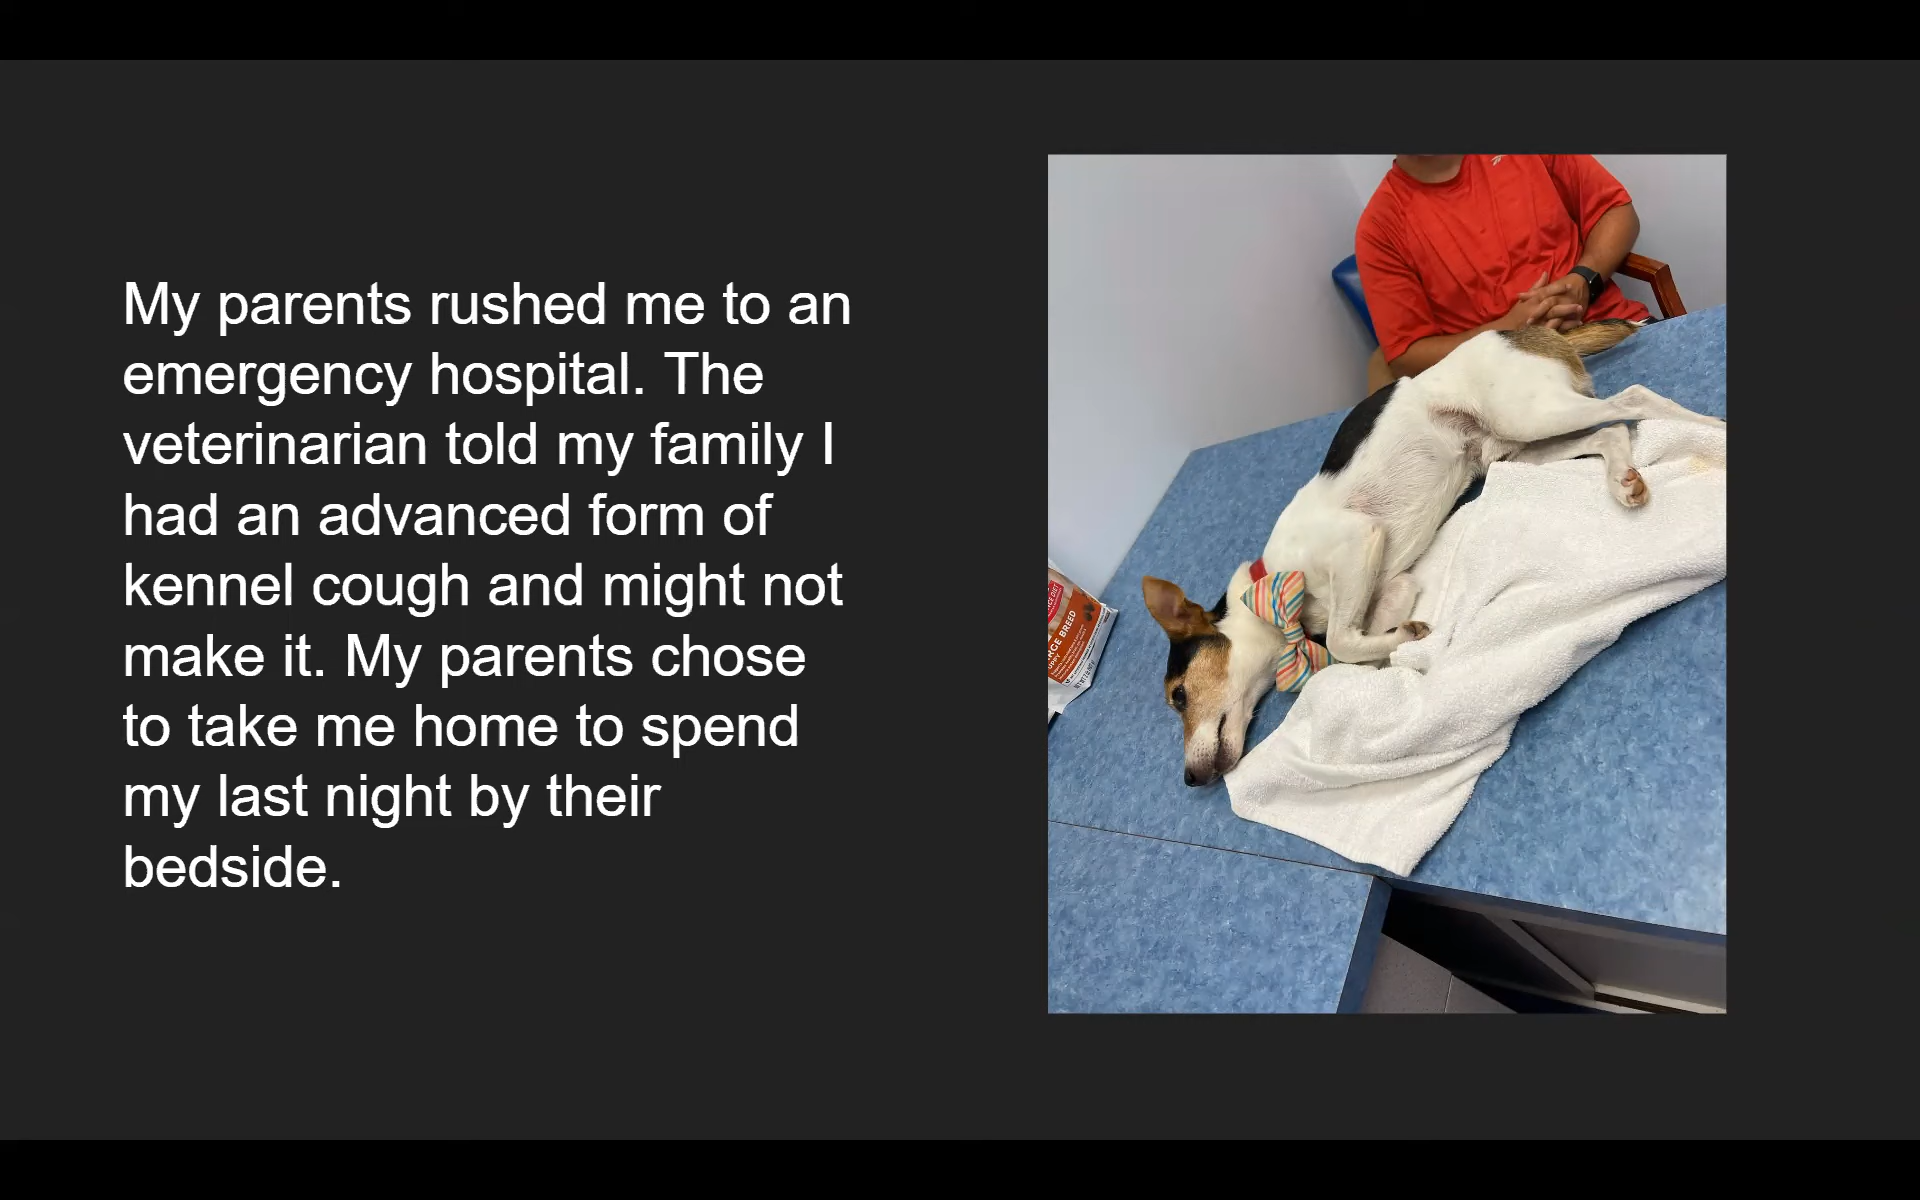 My parents rushed me to an
emergency hospital. The
veterinarian told my family I
had an advanced form of
kennel cough and might not
make it. My parents chose
to take me home to spend
my last night by their
bedside.
RGE BREED